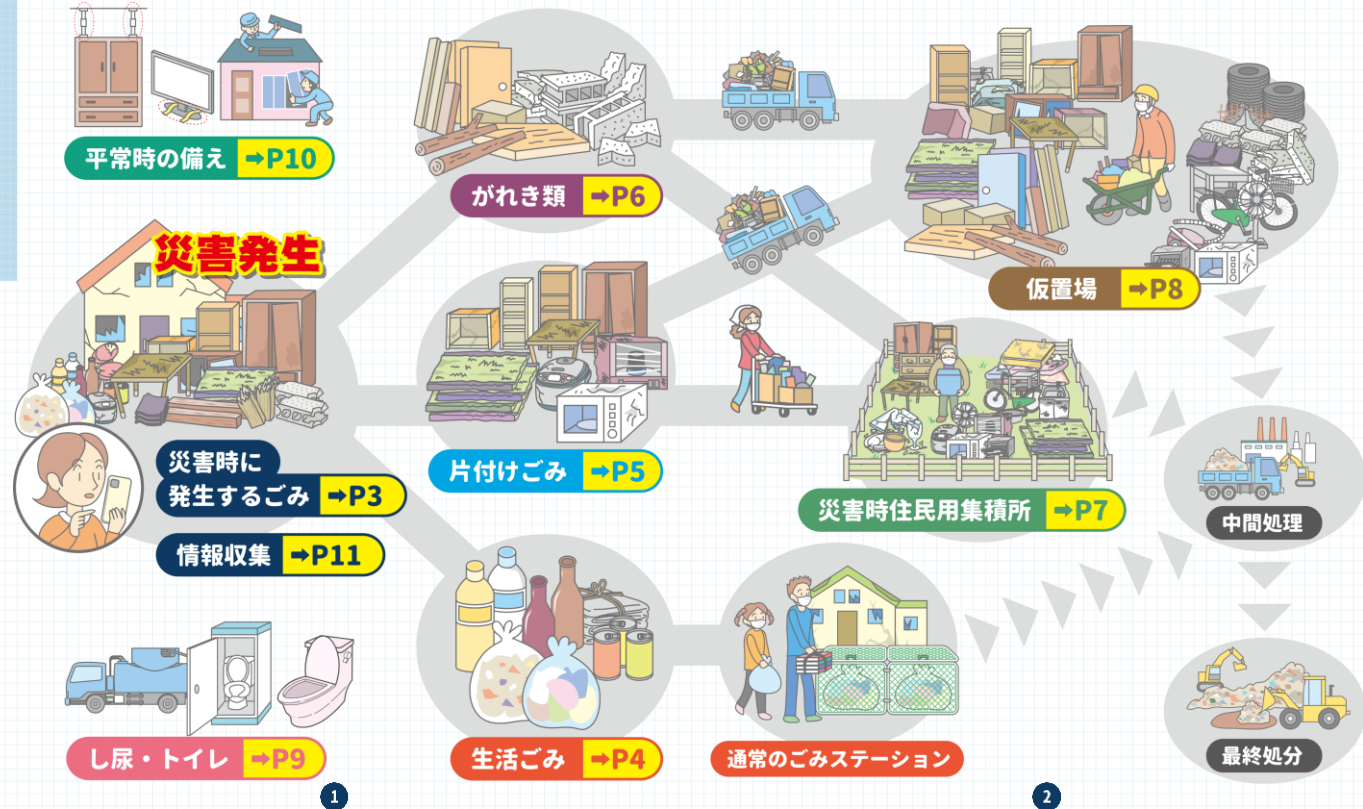 平常時の備え ➡P10
災害発生
災害時に
発生するごみ ➡P3
情報収集 ➡P11
し尿・トイレ ➡P9
がれき類 ➡P6
片付けごみ ➡P5
生活ごみ ➡P4
仮置場 ➡P8
災害時住民用集積所 ➡P7
通常のごみステーション
中間処理
最終処分
1
2